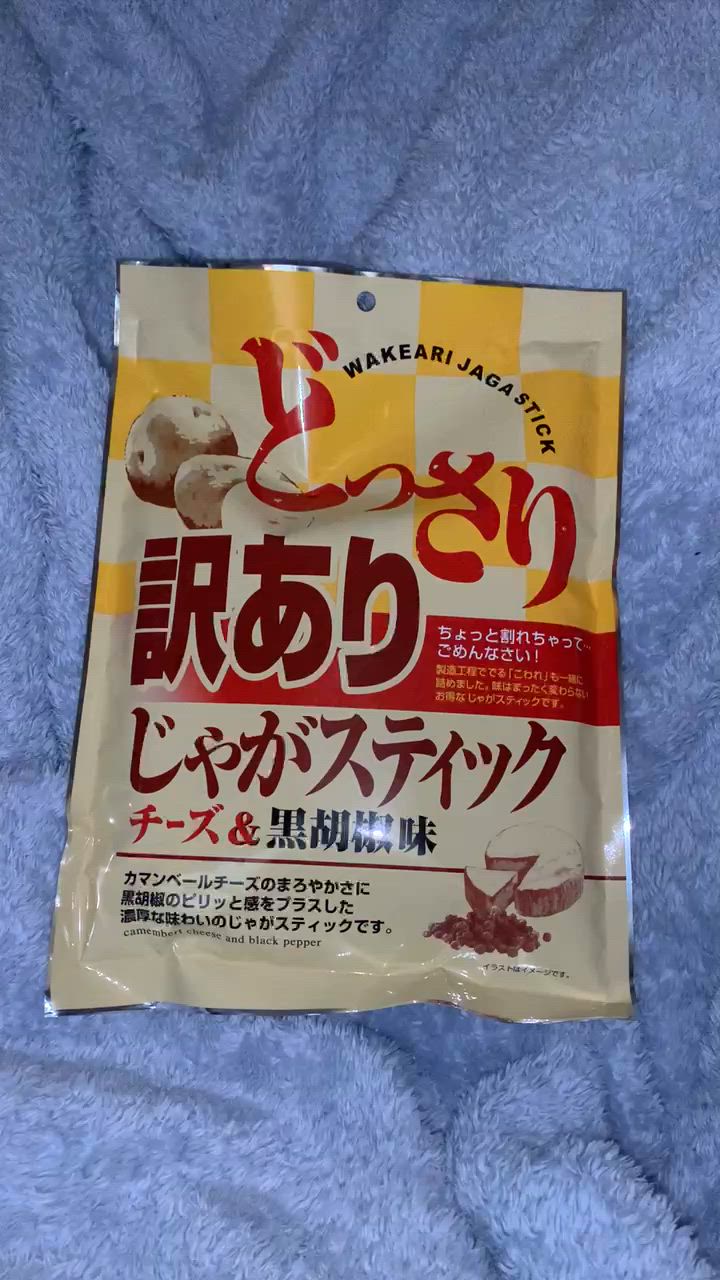 WAKEARI JAGA STICK
どっさり
訳あり
ちょっと割れちゃって…
ごめんなさい！
製造工程ででる「こわれ」も一緒に
詰めました。味はまったく変わらない
お得なじゃがスティックです。
じゃがスティック
チーズ&黒胡椒味
カマンベールチーズのまろやかさに
黒胡椒のピリッと感をプラスした
濃厚な味わいのじゃがスティックです。
camembert cheese and black pepper
イラストはイメージです。